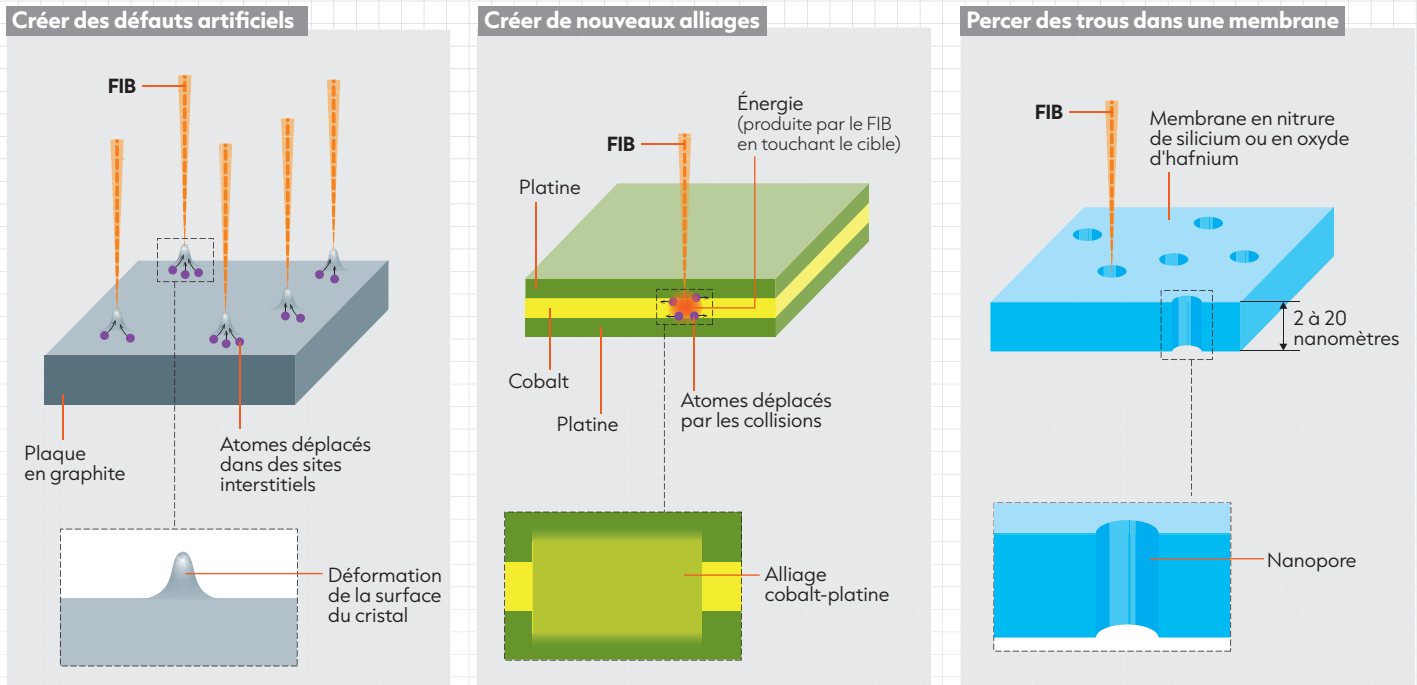 Créer des défauts artificiels
FIB
Plaque
en graphite
Atomes déplacés
dans des sites
interstitiels
Déformation
de la surface
du cristal
Créer de nouveaux alliages
Énergie
(produite par le FIB
en touchant le cible)
FIB
Platine
Cobalt
Platine
Atomes déplacés
par les collisions
Alliage
cobalt-platine
Percer des trous dans une membrane
FIB
Membrane en nitrure
de silicium ou en oxyde
d'hafnium
2 à 20
nanomètres
Nanopore